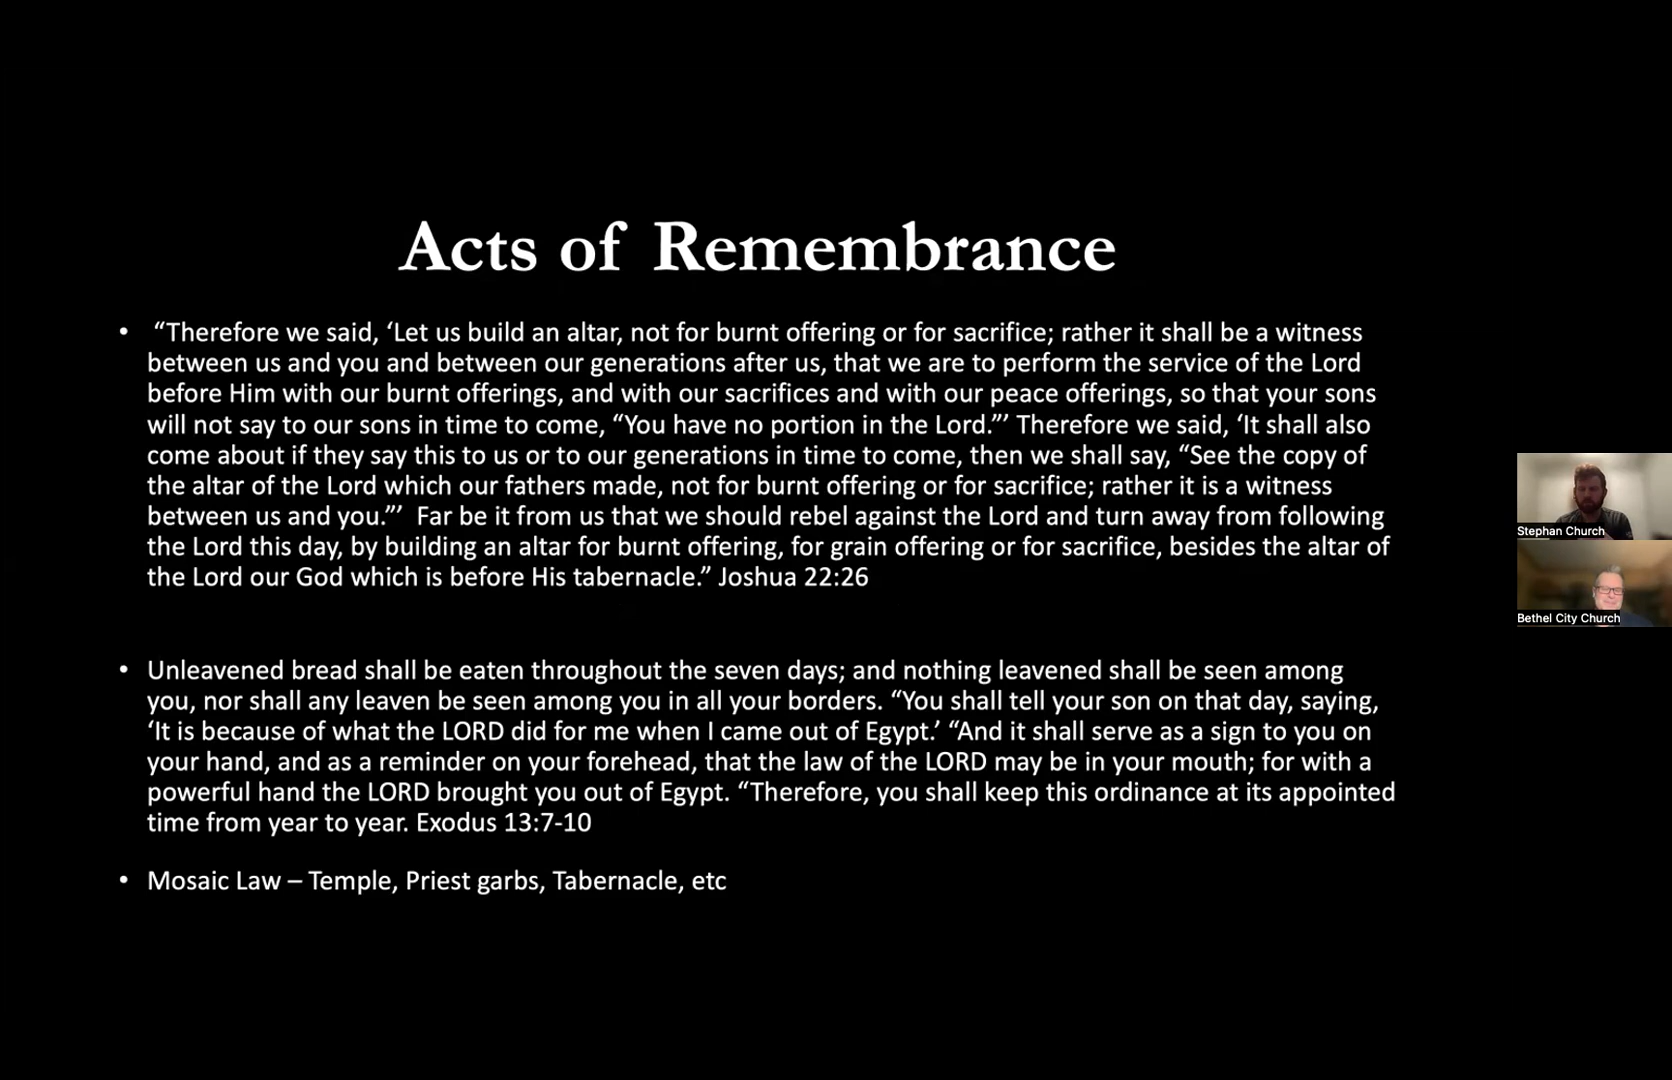 Acts of Remembrance
• “Therefore we said, ‘Let us build an altar, not for burnt offering or for sacrifice; rather it shall be a witness
between us and you and between our generations after us, that we are to perform the service of the Lord
before Him with our burnt offerings, and with our sacrifices and with our peace offerings, so that your sons
will not say to our sons in time to come, “You have no portion in the Lord.”’ Therefore we said, ‘It shall also
come about if they say this to us or to our generations in time to come, then we shall say, “See the copy of
the altar of the Lord which our fathers made, not for burnt offering or for sacrifice; rather it is a witness
between us and you.”’  Far be it from us that we should rebel against the Lord and turn away from following
the Lord this day, by building an altar for burnt offering, for grain offering or for sacrifice, besides the altar of
the Lord our God which is before His tabernacle.” Joshua 22:26
• Unleavened bread shall be eaten throughout the seven days; and nothing leavened shall be seen among
you, nor shall any leaven be seen among you in all your borders. “You shall tell your son on that day, saying,
‘It is because of what the LORD did for me when I came out of Egypt.’ “And it shall serve as a sign to you on
your hand, and as a reminder on your forehead, that the law of the LORD may be in your mouth; for with a
powerful hand the LORD brought you out of Egypt. “Therefore, you shall keep this ordinance at its appointed
time from year to year. Exodus 13:7-10
• Mosaic Law – Temple, Priest garbs, Tabernacle, etc
Stephan Church
Bethel City Church